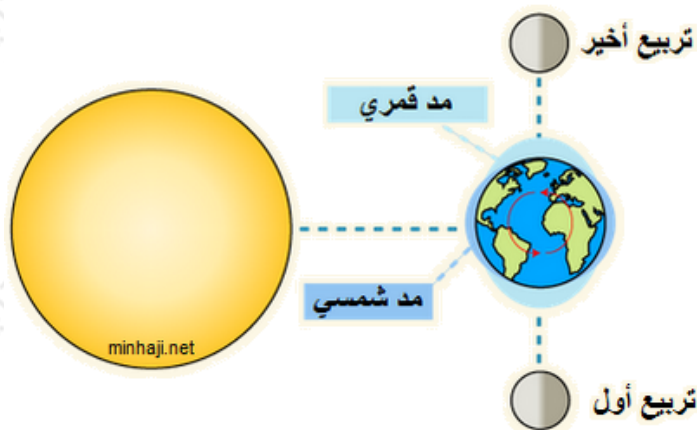 تربيع أخير
مد قمري
مد شمسي
minhaji.net
تربيع أول